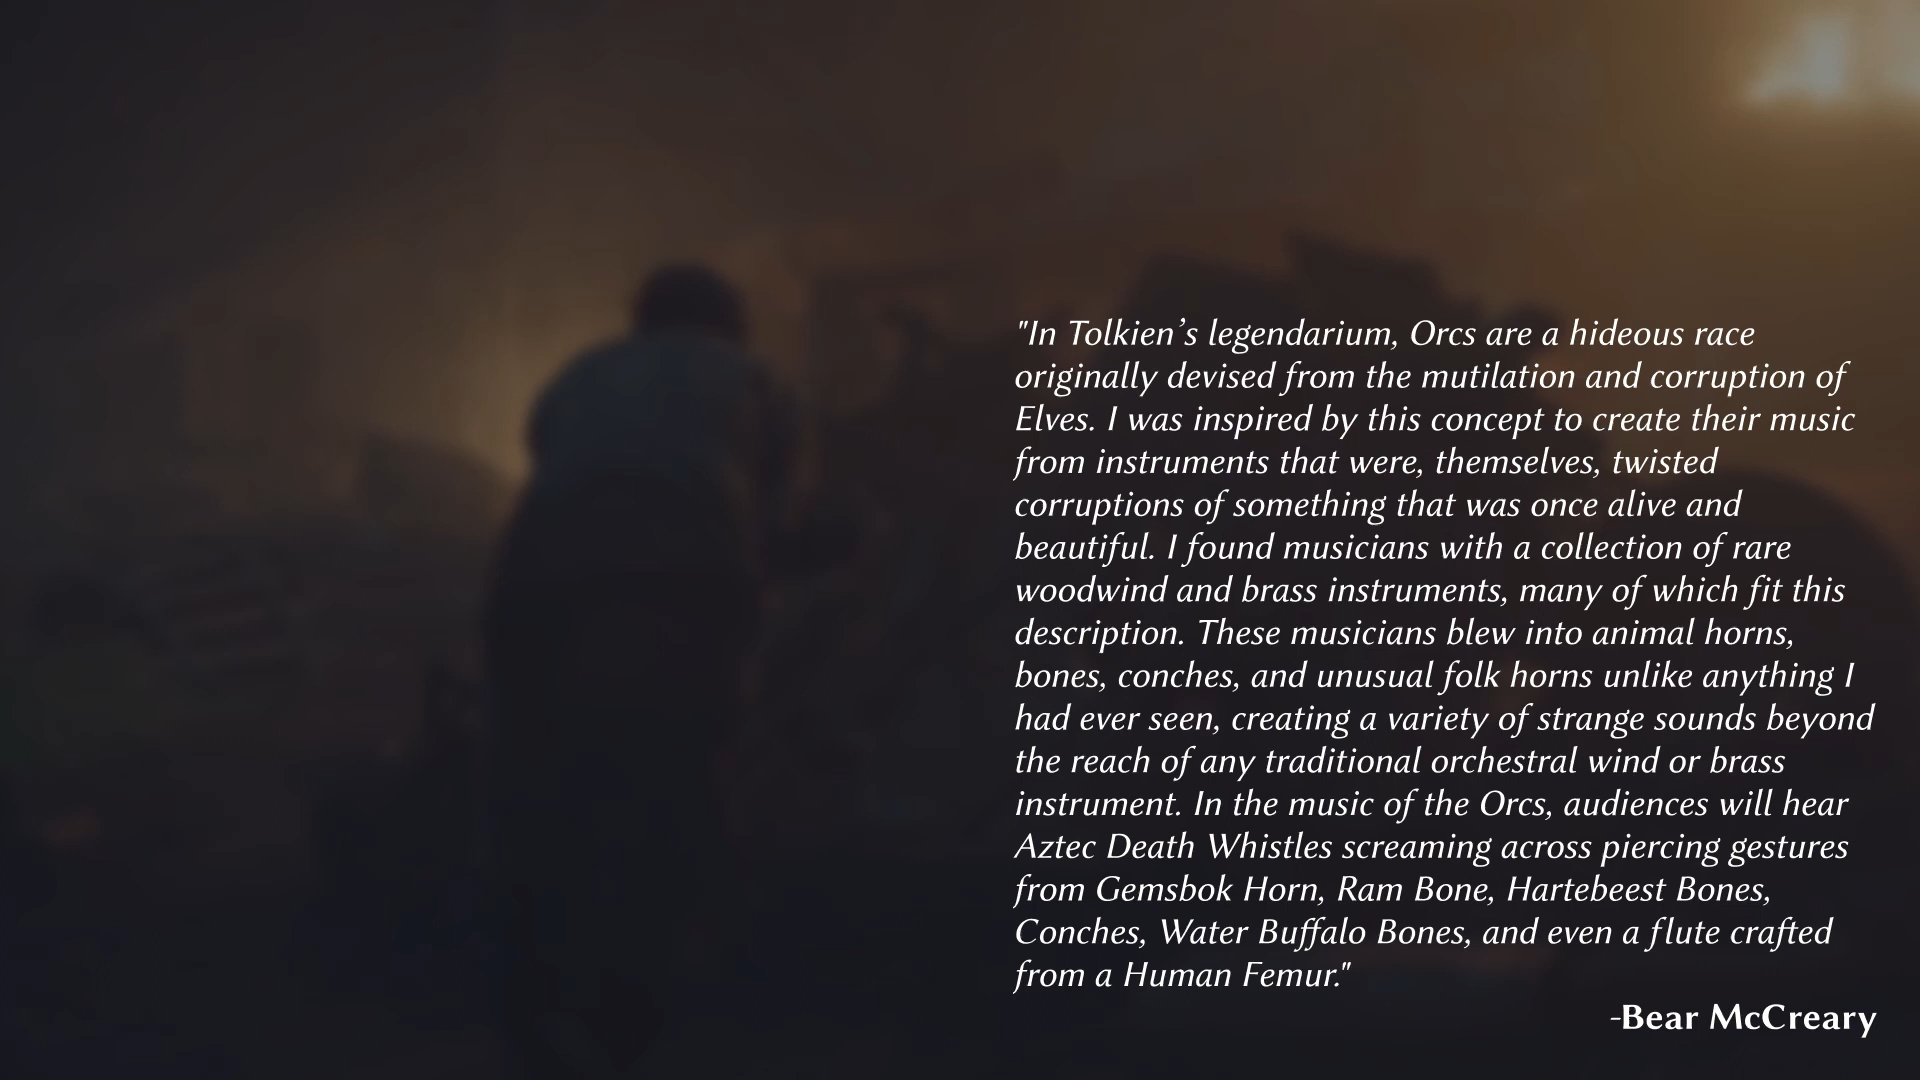 "In Tolkien’s legendarium, Orcs are a hideous race
originally devised from the mutilation and corruption of
Elves. I was inspired by this concept to create their music
from instruments that were, themselves, twisted
corruptions of something that was once alive and
beautiful. I found musicians with a collection of rare
woodwind and brass instruments, many of which fit this
description. These musicians blew into animal horns,
bones, conches, and unusual folk horns unlike anything I
had ever seen, creating a variety of strange sounds beyond
the reach of any traditional orchestral wind or brass
instrument. In the music of the Orcs, audiences will hear
Aztec Death Whistles screaming across piercing gestures
from Gemsbok Horn, Ram Bone, Hartebeest Bones,
Conches, Water Buffalo Bones, and even a flute crafted
from a Human Femur."
-Bear McCreary